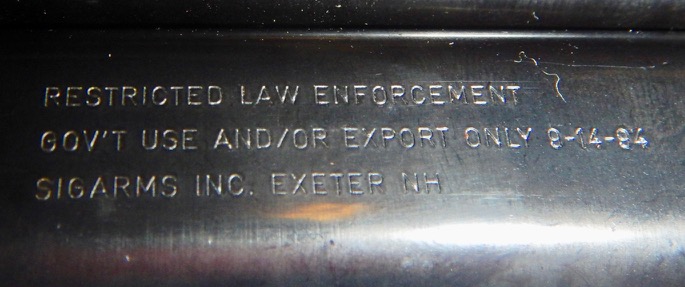 RESTRICTED LAW ENFORCEMENT
GOV'T USE AND/OR EXPORT ONLY 9-14-94
SIGARMS INC. EXETER NH